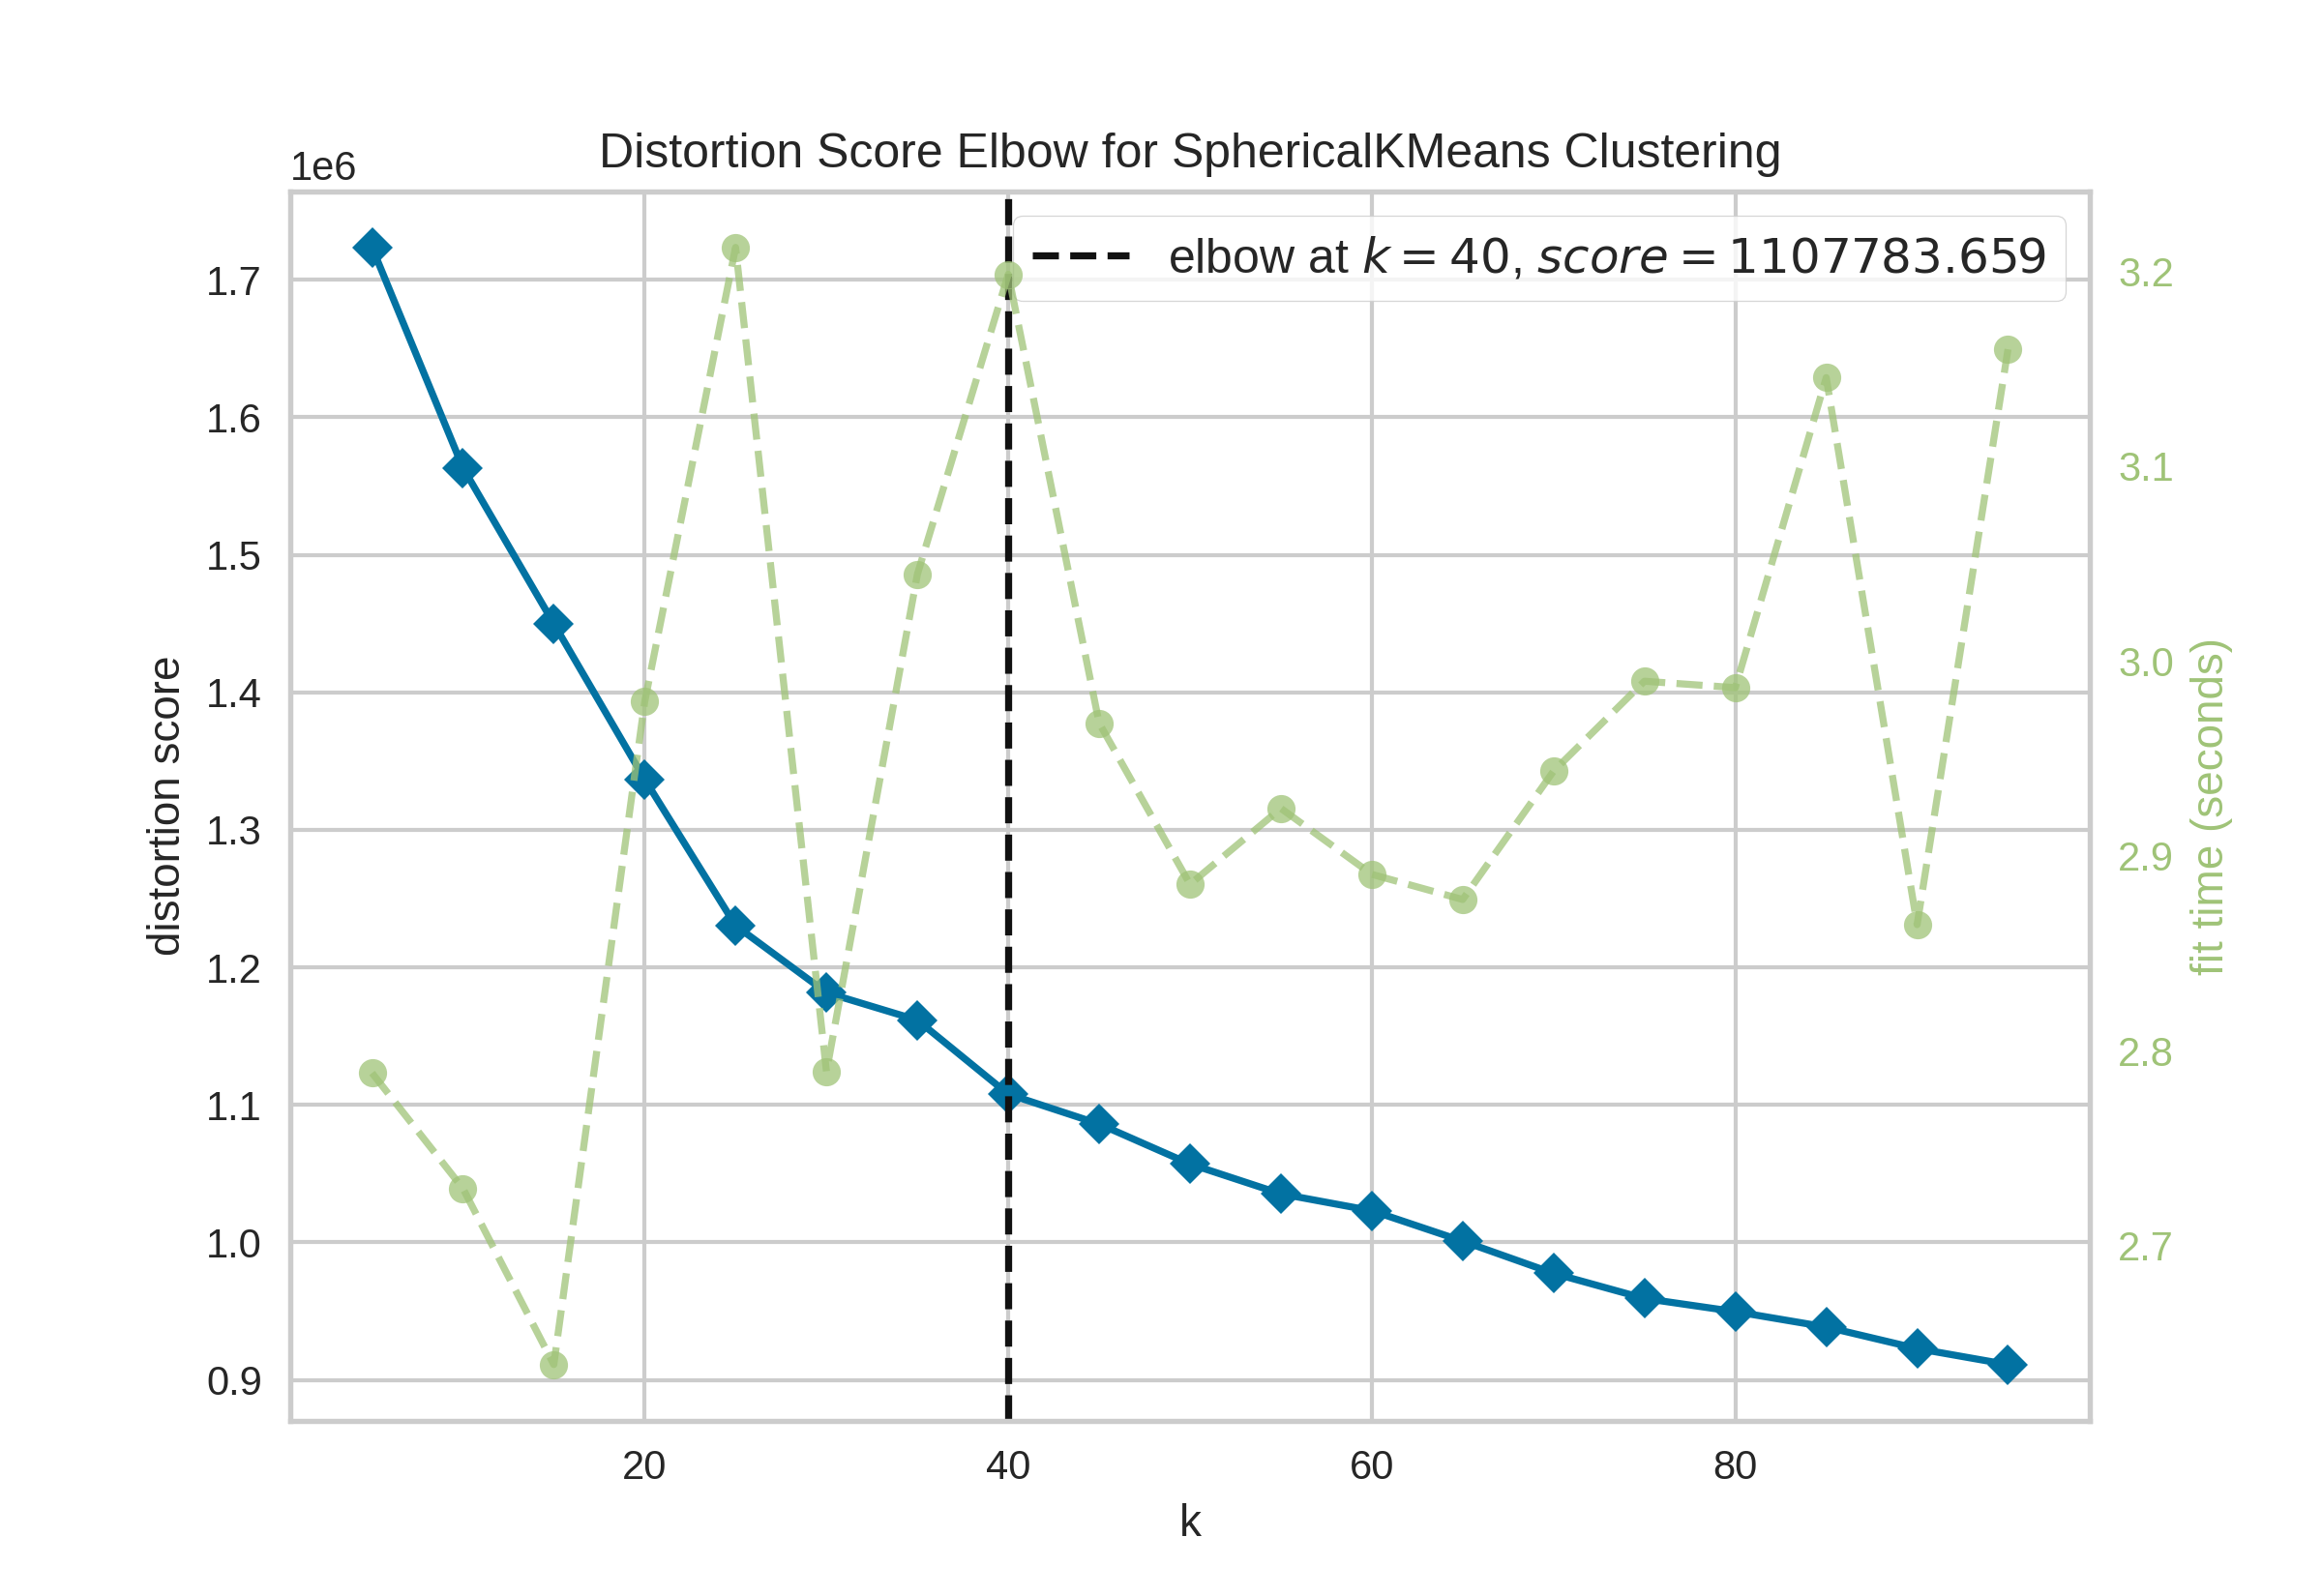 Distortion Score Elbow for SphericalKMeans Clustering
1e6
elbow at k = 40, score = 1107783.659
distortion score
1.7
1.6
1.5
1.4
1.3
1.2
1.1
1.0
0.9
3.2
3.1
3.0
2.9
2.8
2.7
fit time (seconds)
20 40 60 80
k